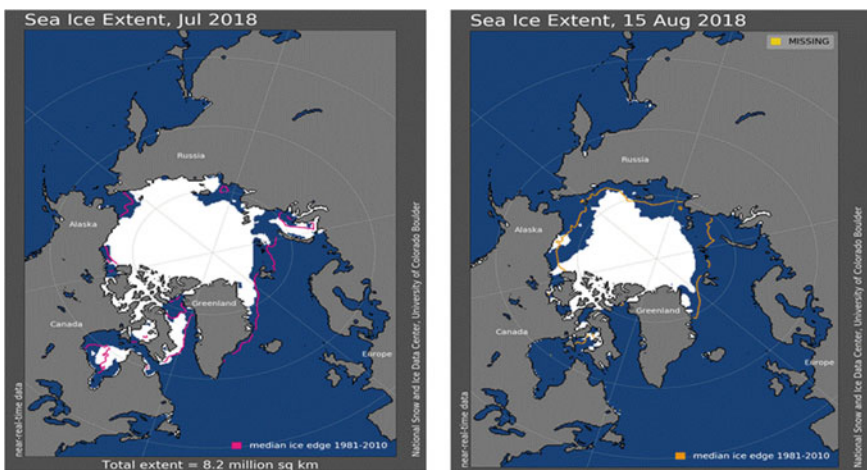 Sea Ice Extent, Jul 2018
Russia
Alaska
Greenland
Canada
Europe
near-real-time data
National Snow and Ice Data Center, University of Colorado Boulder
median ice edge 1981-2010
Total extent = 8.2 million sq km
Sea Ice Extent, 15 Aug 2018
MISSING
Russia
Alaska
Greenland
Canada
Europe
near-real-time data
National Snow and Ice Data Center, University of Colorado Boulder
median ice edge 1981-2010